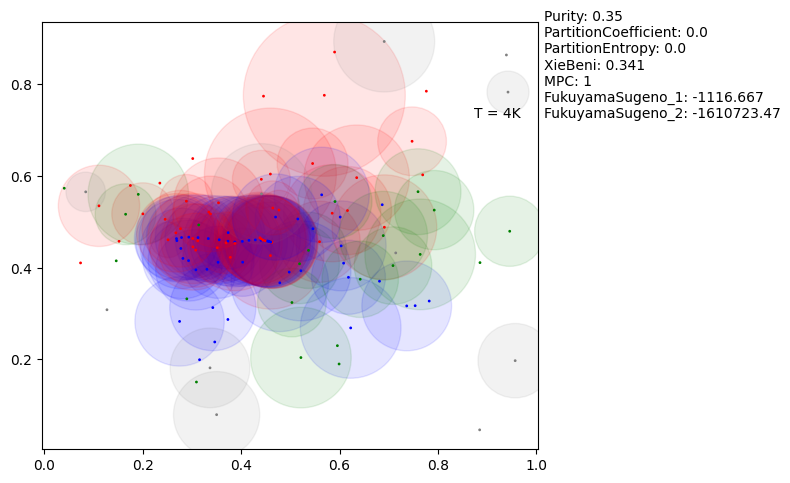 Purity: 0.35
PartitionCoefficient: 0.0
PartitionEntropy: 0.0
XieBeni: 0.341
MPC: 1
FukuyamaSugeno_1: -1116.667
FukuyamaSugeno_2: -1610723.47
T = 4K
0.8
0.6
0.4
0.2
0.0 0.2 0.4 0.6 0.8 1.0